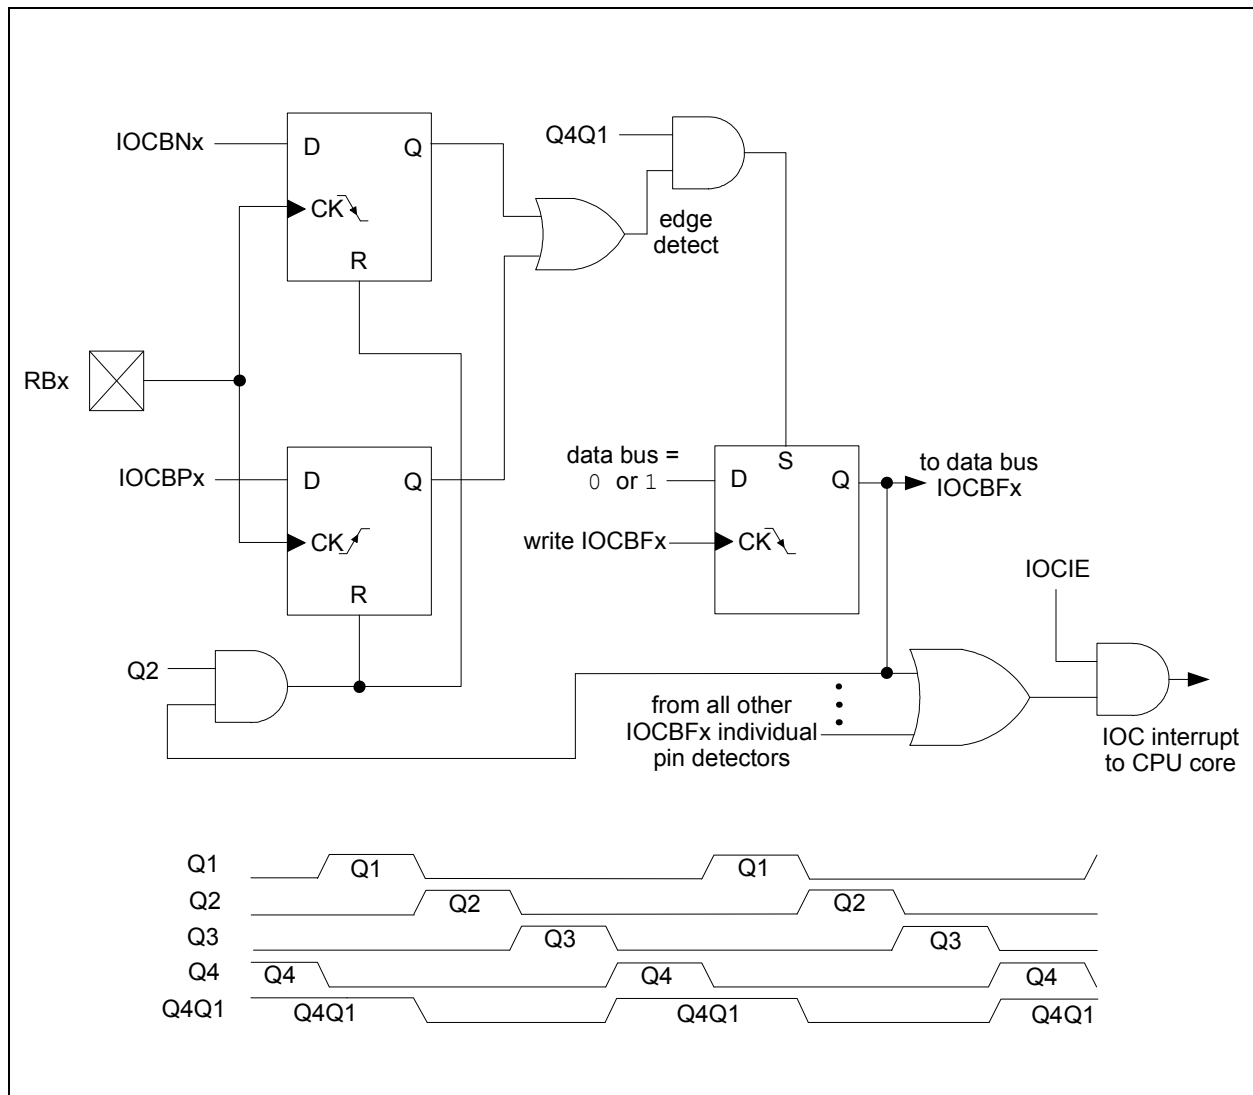 IOCBNx
D
Q
CK
R
Q4Q1
edge
detect
RBx
IOCBPx
D
Q
CK
R
data bus =
0 or 1
S
D
Q
to data bus
IOCBFx
write IOCBFx
CK
IOCIE
Q2
from all other
IOCBFx individual
pin detectors
IOC interrupt
to CPU core
Q1
Q1
Q1
Q2
Q2
Q2
Q3
Q3
Q3
Q4
Q4
Q4
Q4
Q4Q1
Q4Q1
Q4Q1
Q4Q1